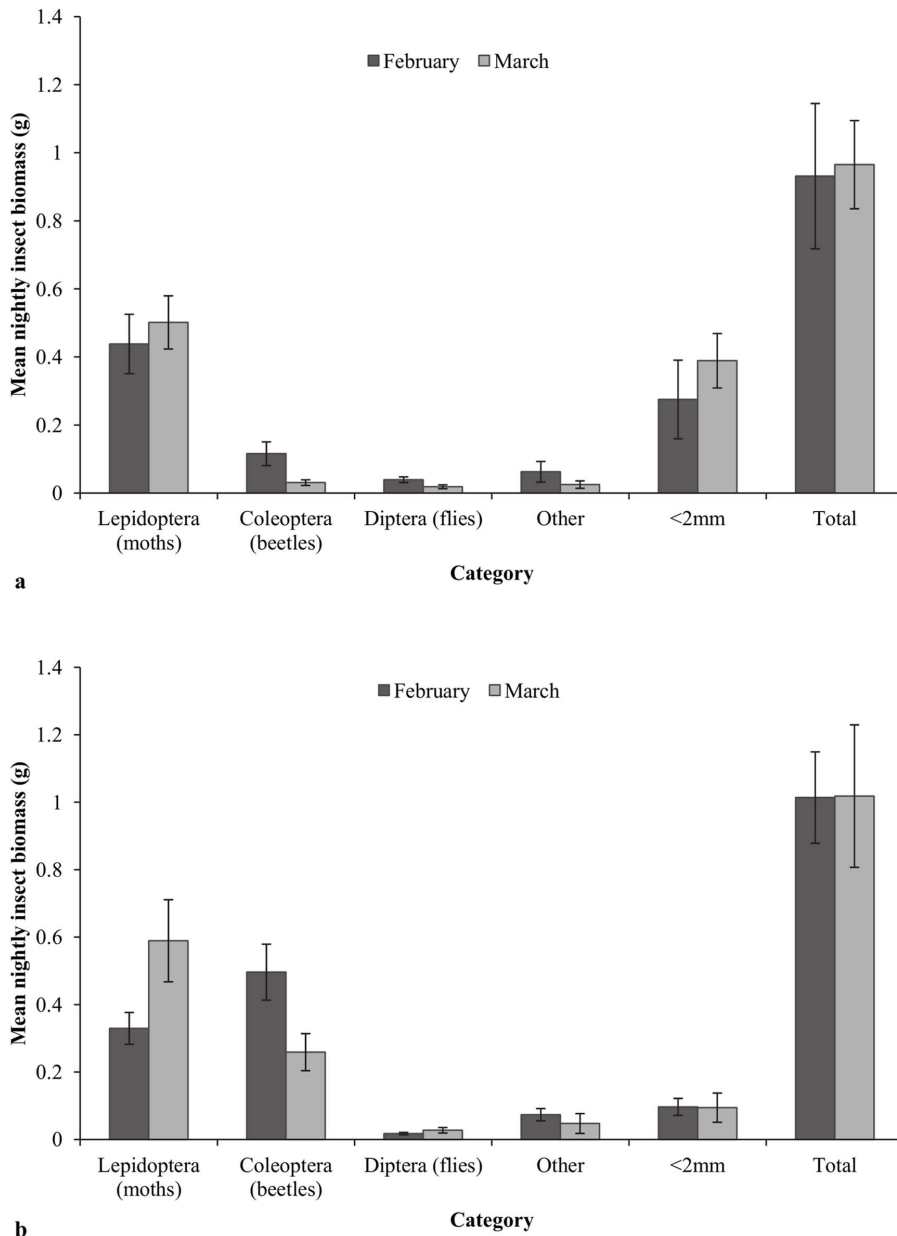 1.4
February March
1.2
1
0.8
0.6
0.4
0.2
0
Mean nightly insect biomass (g)
Lepidoptera (moths) Coleoptera (beetles) Diptera (flies) Other <2mm Total
Category
a
1.4
February March
1.2
1
0.8
0.6
0.4
0.2
0
Mean nightly insect biomass (g)
Lepidoptera (moths) Coleoptera (beetles) Diptera (flies) Other <2mm Total
Category
b